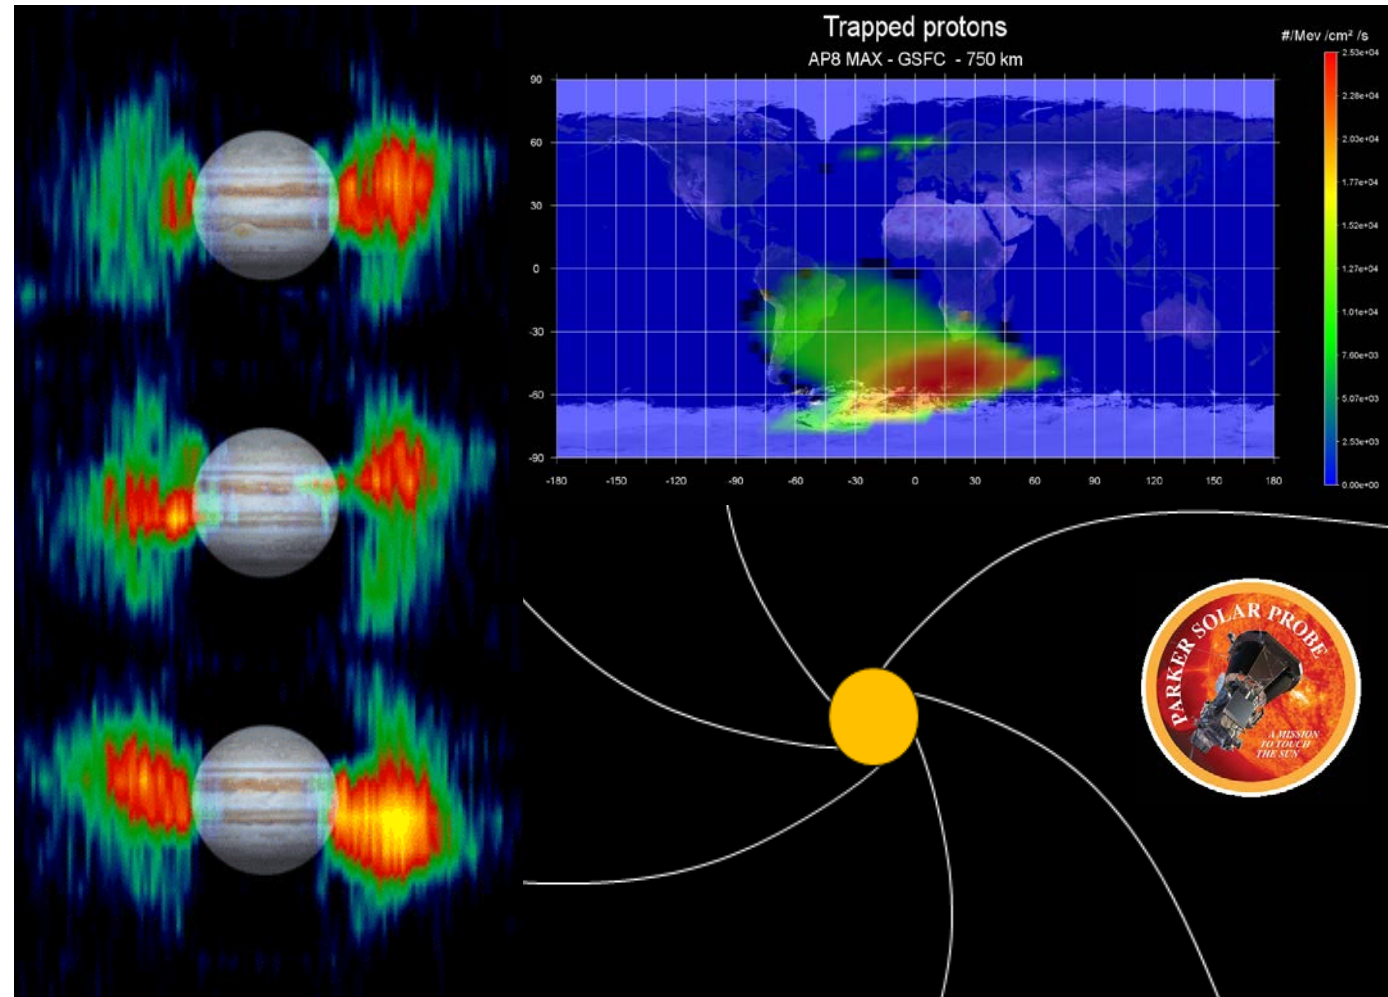 Trapped protons
AP8 MAX - GSFC - 750 km
#/Mev /cm² /s
90
60
30
0
-30
-60
-90
-180
-150
-120
-90
-60
-30
0
30
60
90
120
150
180
2.53e+04
2.28e+04
2.03e+04
1.77e+04
1.52e+04
1.27e+04
1.01e+04
7.60e+03
5.07e+03
2.53e+03
0.00e+00
PARKER SOLAR PROBE
A MISSION
TO TOUCH
THE SUN